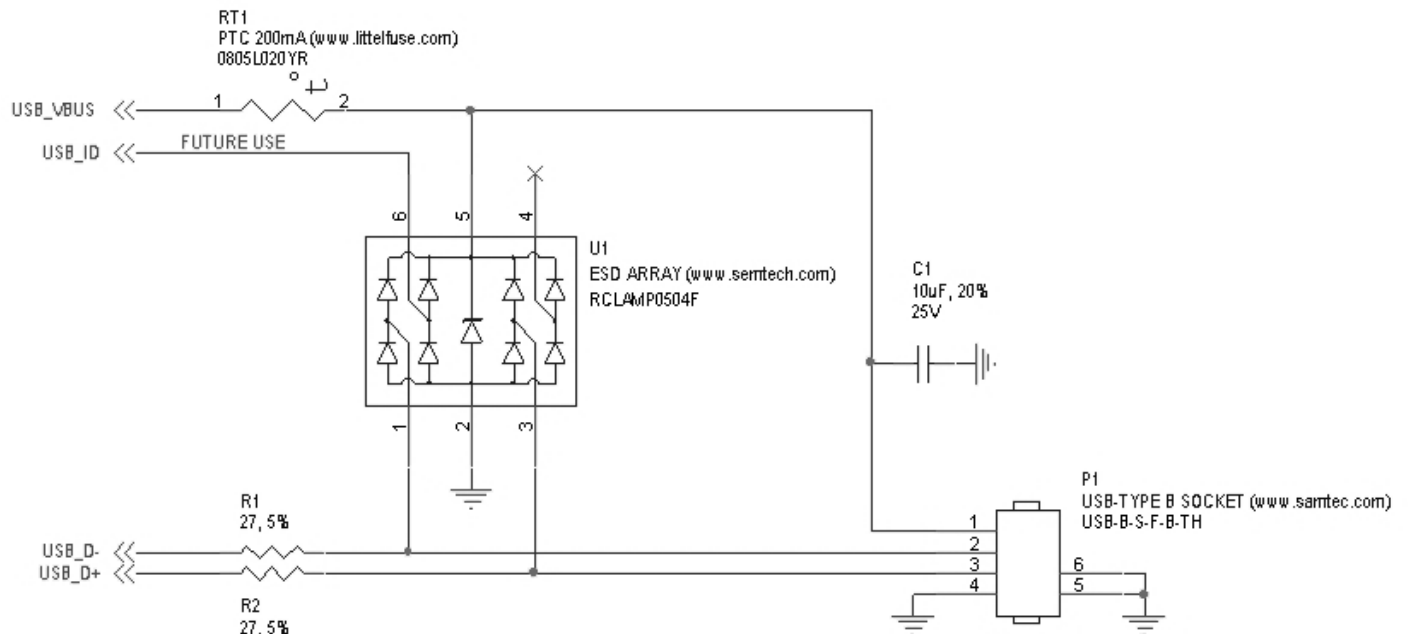 RT1
PTC 200mA (www.littelfuse.com)
0805L020YR
° t
USB_VBUS
1
2
USB_ID
FUTURE USE
6
5
4
U1
ESD ARRAY (www.semtech.com)
RCLAMP0504F
C1
10uF, 20%
25V
1
2
3
R1
27, 5%
P1
USB-TYPE B SOCKET (www.samtec.com)
USB-B-S-F-B-TH
USB_D-
USB_D+
1
2
3
4
6
5
R2
27, 5%